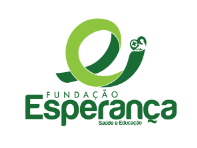 FUNDAÇÃO
Esperança
Saúde e Educação